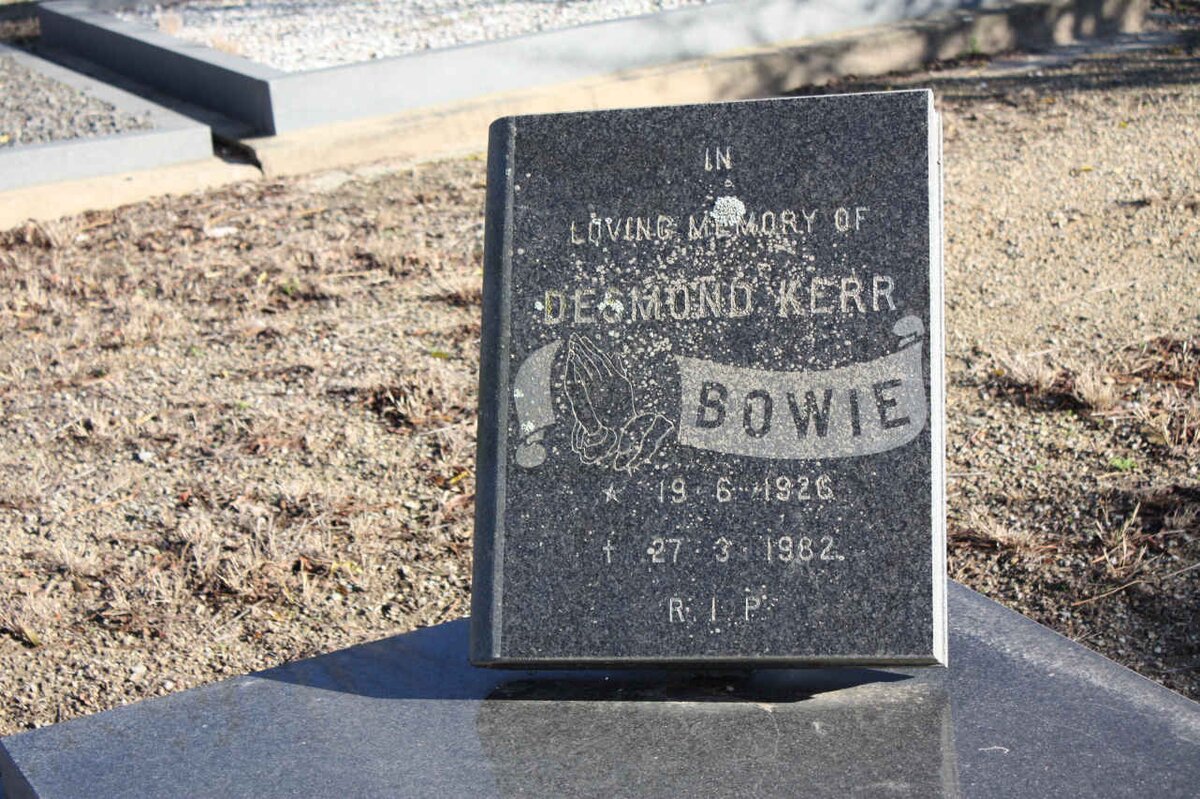 IN
LOVING MEMORY OF
DESMOND KERR
BOWIE
★ 19·6·1926
† 27·3·1982.
R.I.P